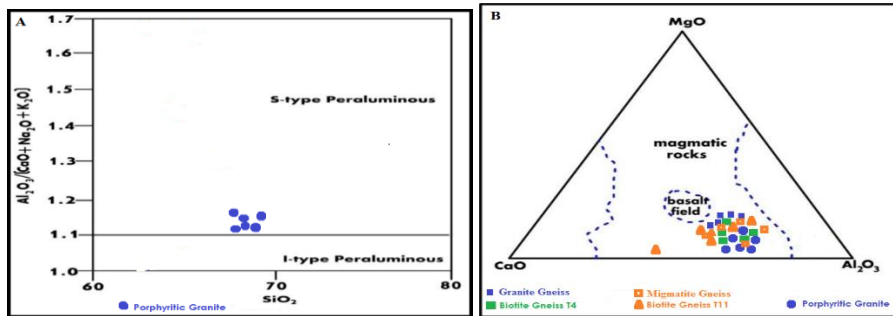 A
1.7
1.6
1.5
1.4
1.3
1.2
1.1
1.0
Al₂O₃/(CaO+Na₂O+K₂O)
S-type Peraluminous
I-type Peraluminous
60
70
80
SiO₂
Porphyritic Granite
B
MgO
magmatic
rocks
basalt
field
CaO
Al₂O₃
Granite Gneiss
Migmatite Gneiss
Biotite Gneiss T4
Biotite Gneiss T11
Porphyritic Granite